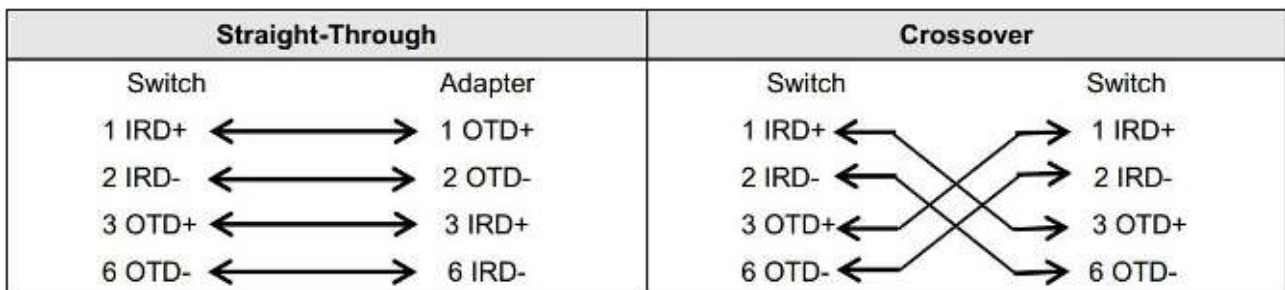 Straight-Through Crossover
Switch Adapter Switch Switch
1 IRD+ 1 OTD+ 1 IRD+ 1 IRD+
2 IRD- 2 OTD- 2 IRD- 2 IRD-
3 OTD+ 3 IRD+ 3 OTD+ 3 OTD+
6 OTD- 6 IRD- 6 OTD- 6 OTD-